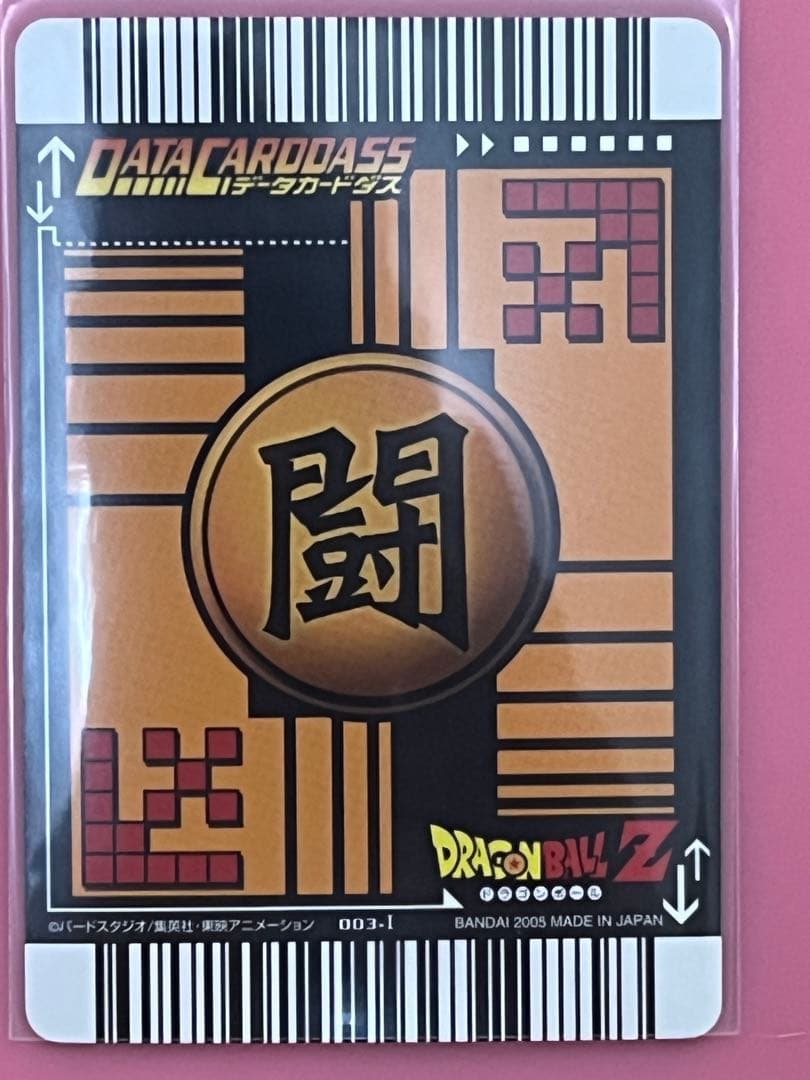 DATA CARDDASS
データカードダス
闘
DRAGON BALL Z
ドラゴンボール
©バードスタジオ/集英社・東映アニメーション 003-I BANDAI 2005 MADE IN JAPAN